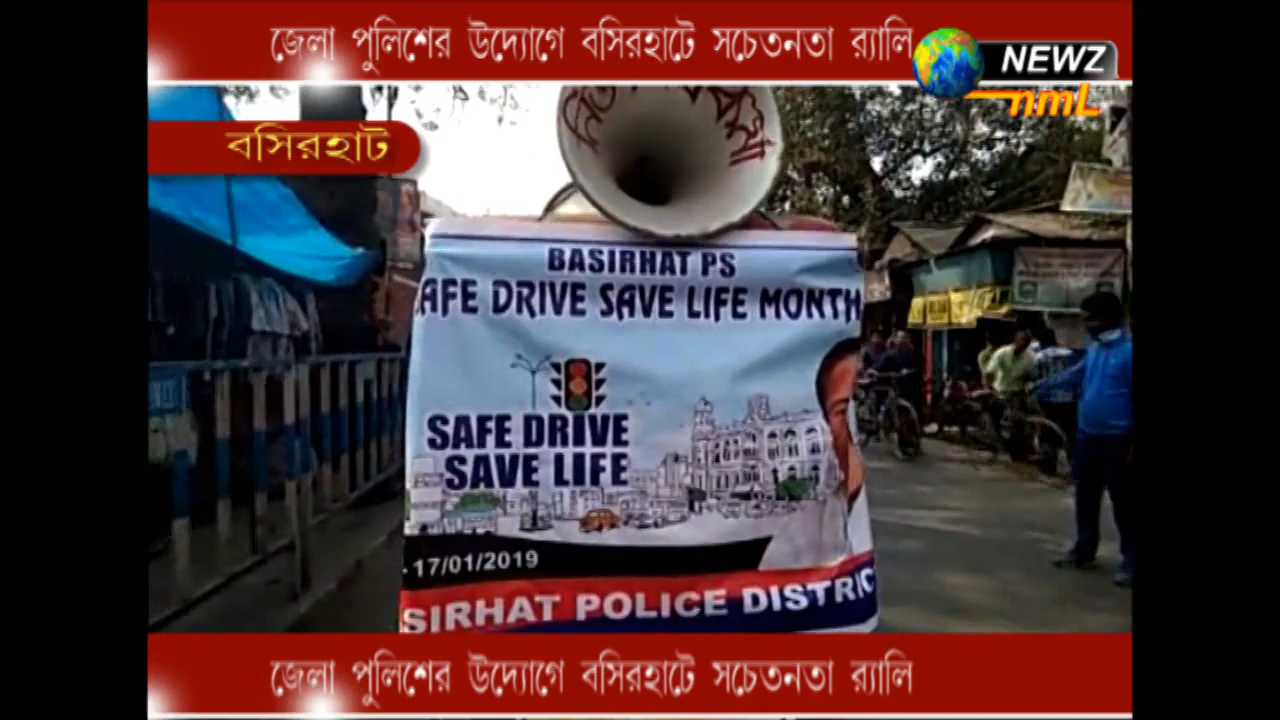 জেলা পুলিশের উদ্যোগে বসিরহাটে সচেতনতা র‍্যালি
NEWZ
nmL
বসিরহাট
BASIRHAT PS
AFE DRIVE SAVE LIFE MONTH
SAFE DRIVE
SAVE LIFE
17/01/2019
SIRHAT POLICE DISTRIC
জেলা পুলিশের উদ্যোগে বসিরহাটে সচেতনতা র‍্যালি